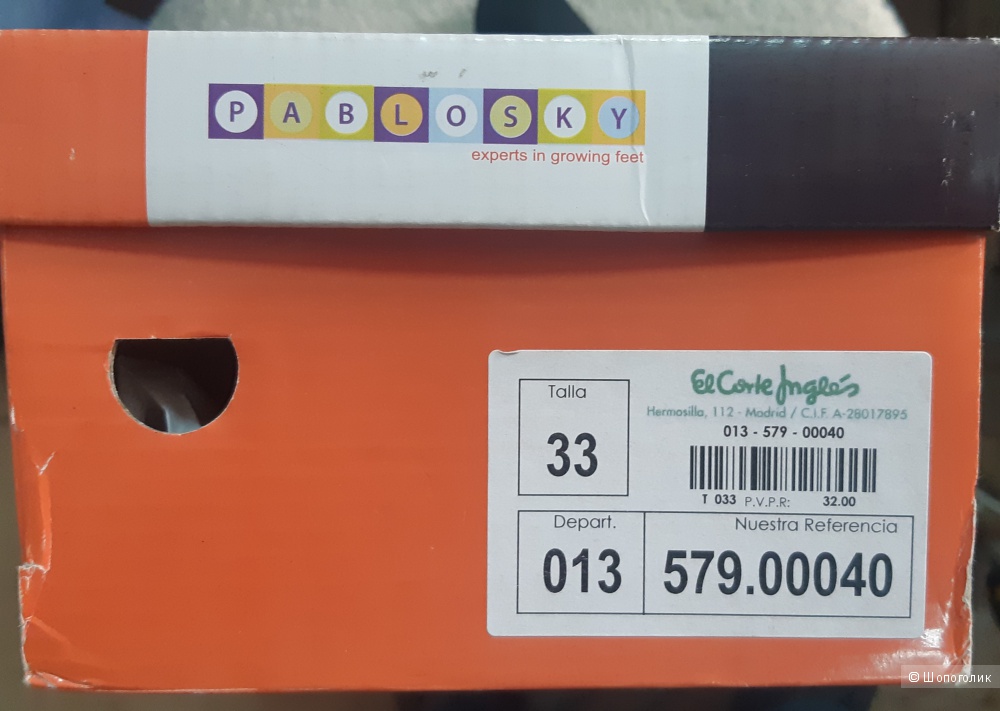 PABLOSKY
experts in growing feet
Talla
33
El Corte Inglés
Hermosilla, 112 - Madrid / C.I.F. A-28017895
013 - 579 - 00040
T 033 P.V.P.R: 32.00
Depart.
013
Nuestra Referencia
579.00040
© Шопоголик